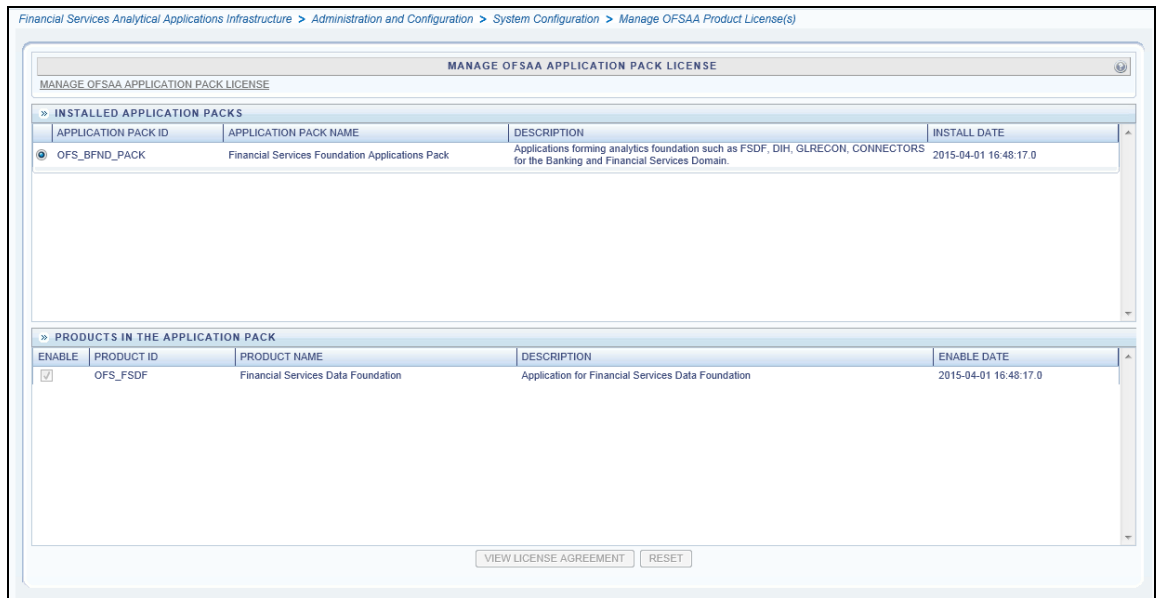 Financial Services Analytical Applications Infrastructure > Administration and Configuration > System Configuration > Manage OFSAA Product License(s)
MANAGE OFSAA APPLICATION PACK LICENSE
MANAGE OFSAA APPLICATION PACK LICENSE
» INSTALLED APPLICATION PACKS
APPLICATION PACK ID APPLICATION PACK NAME DESCRIPTION INSTALL DATE
OFS_BFND_PACK Financial Services Foundation Applications Pack Applications forming analytics foundation such as FSDF, DIH, GLRECON, CONNECTORS 2015-04-01 16:48:17.0
for the Banking and Financial Services Domain.
» PRODUCTS IN THE APPLICATION PACK
ENABLE PRODUCT ID PRODUCT NAME DESCRIPTION ENABLE DATE
OFS_FSDF Financial Services Data Foundation Application for Financial Services Data Foundation 2015-04-01 16:48:17.0
VIEW LICENSE AGREEMENT RESET